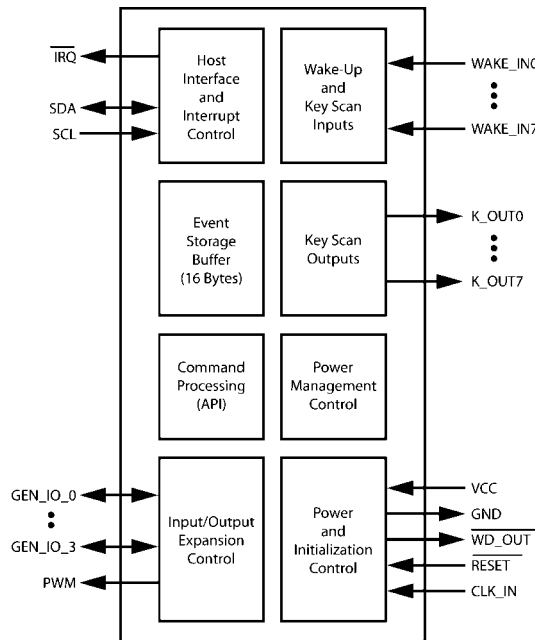 IRQ
SDA
SCL
Host
Interface
and
Interrupt
Control
Wake-Up
and
Key Scan
Inputs
WAKE_IN0
WAKE_IN7
Event
Storage
Buffer
(16 Bytes)
Key Scan
Outputs
K_OUT0
K_OUT7
Command
Processing
(API)
Power
Management
Control
GEN_IO_0
GEN_IO_3
PWM
Input/Output
Expansion
Control
Power
and
Initialization
Control
VCC
GND
WD_OUT
RESET
CLK_IN